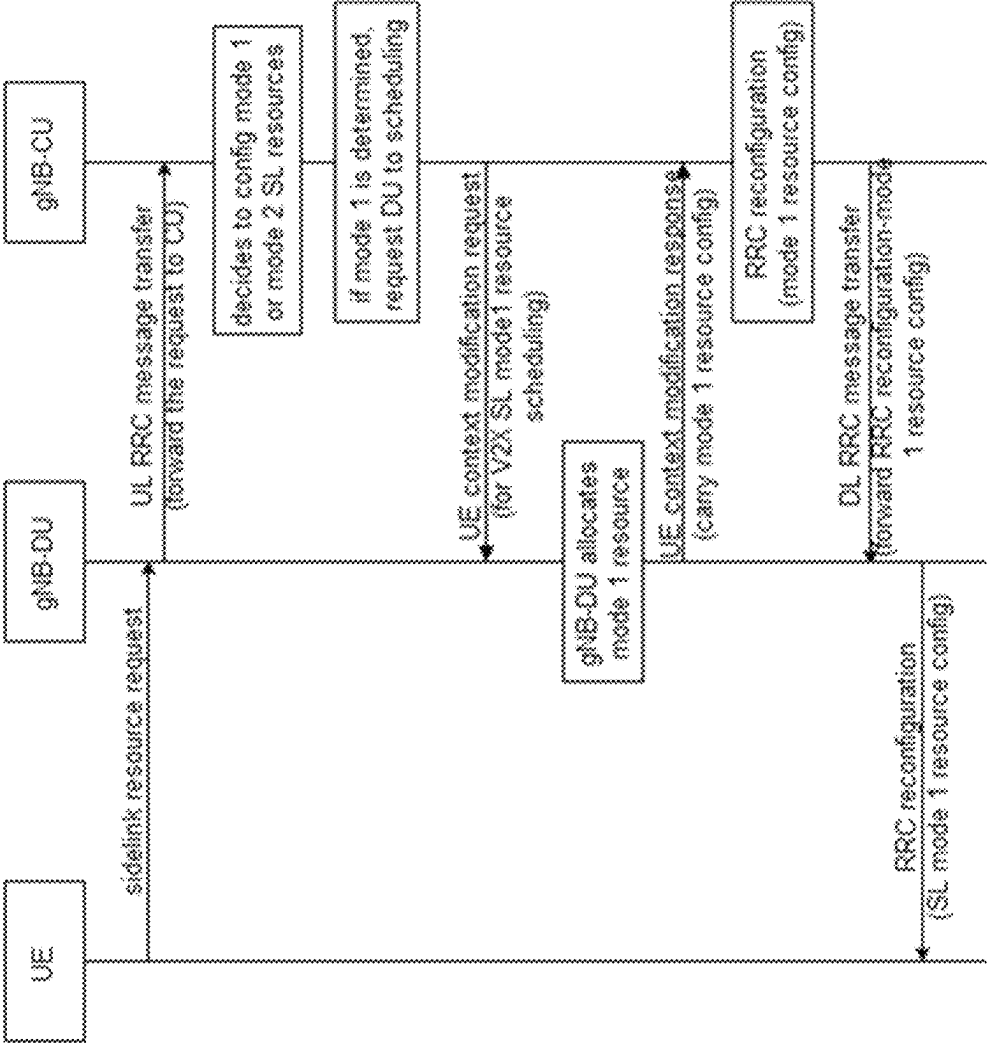 UE
gNB-DU
gNB-CU
sidelink resource request
UL RRC message transfer
(forward the request to CU)
decides to config mode 1
or mode 2 SL resources
if mode 1 is determined,
request DU to scheduling
UE context modification request
(for V2X SL mode1 resource
scheduling)
gNB-DU allocates
mode 1 resource
UE context modification response
(carry mode 1 resource config)
RRC reconfiguration
(mode 1 resource config)
DL RRC message transfer
(forward RRC reconfiguration-mode
1 resource config)
RRC reconfiguration
(SL mode 1 resource config)